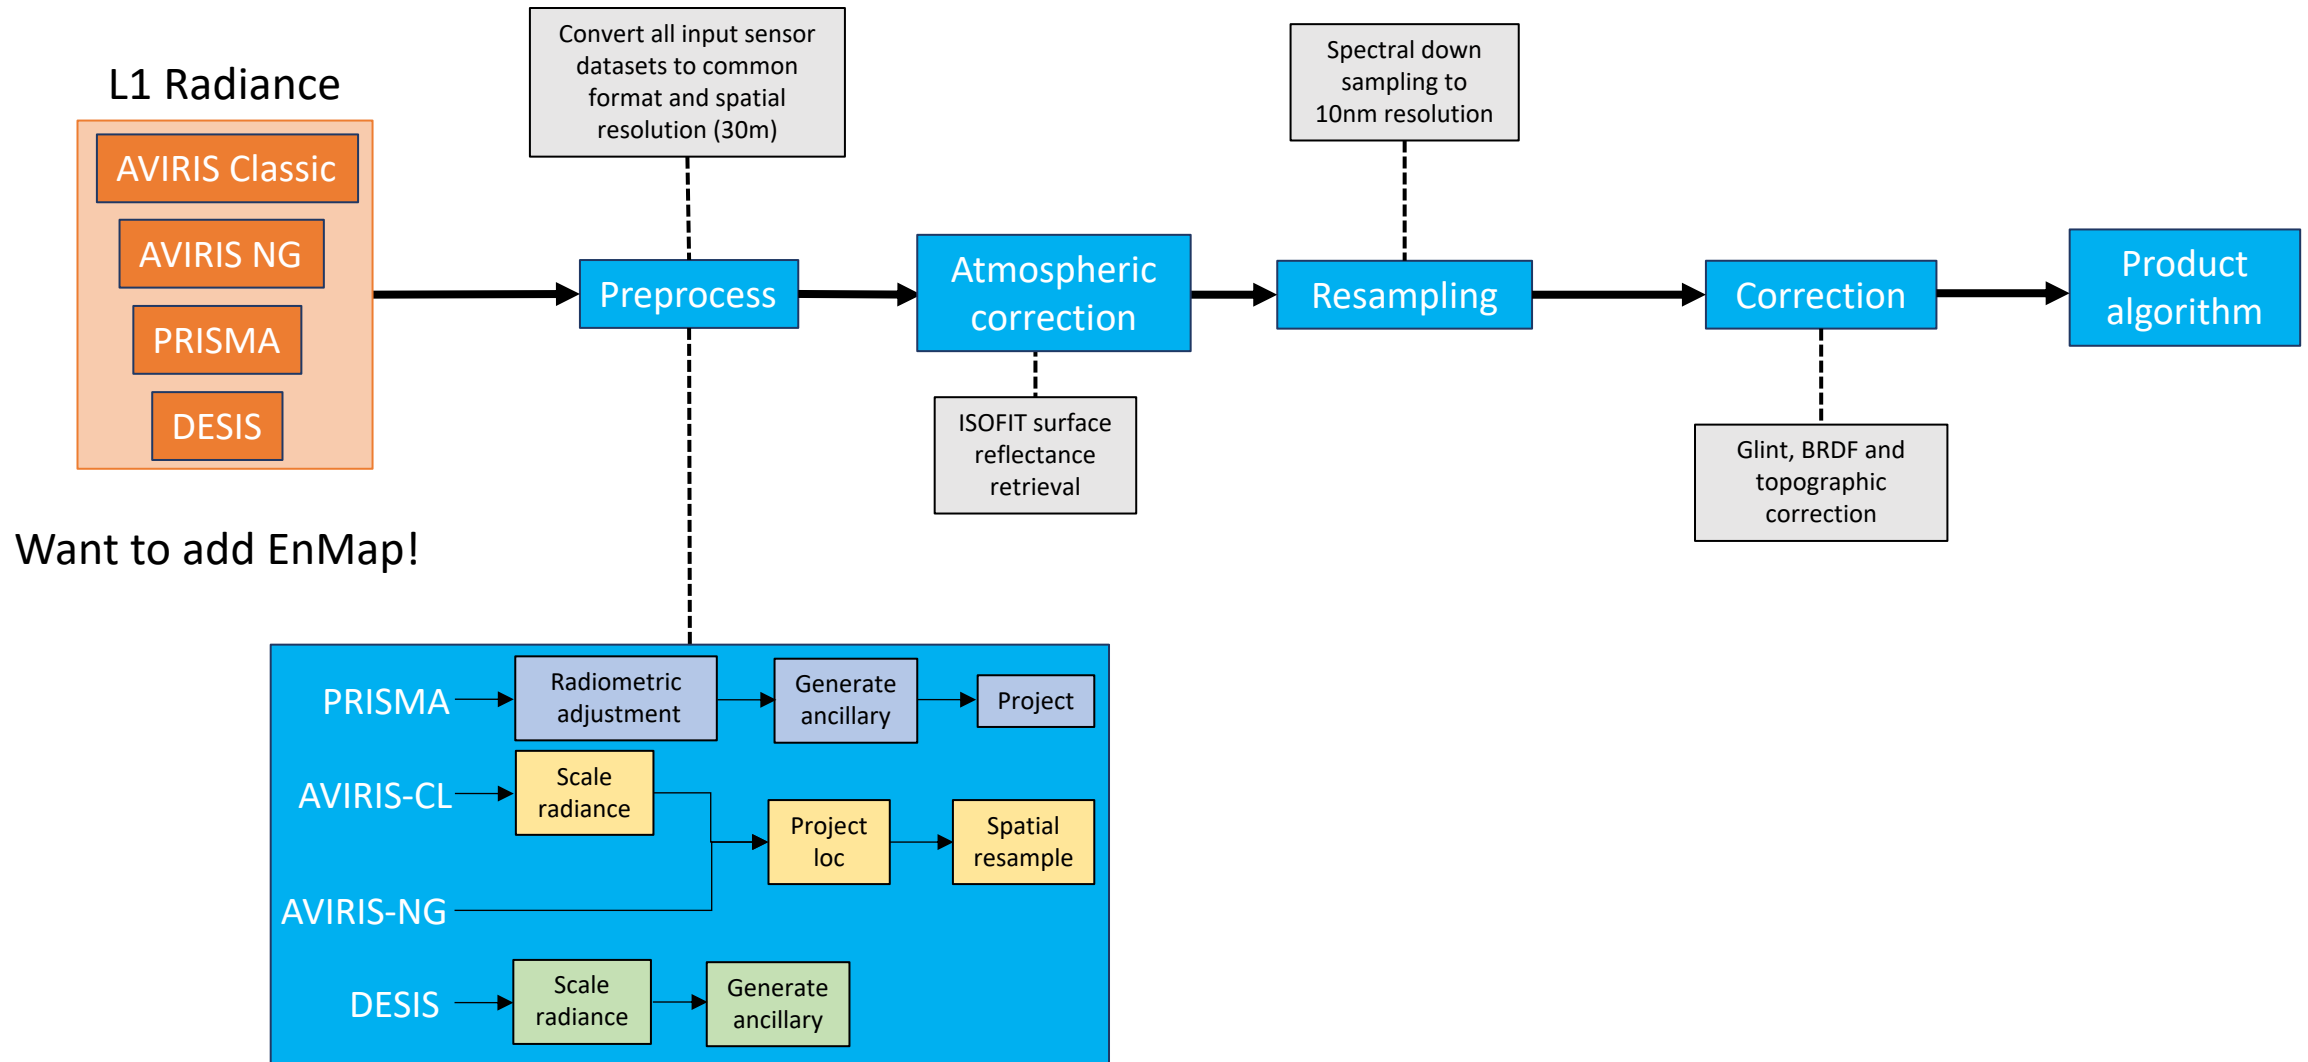 L1 Radiance
AVIRIS Classic
AVIRIS NG
PRISMA
DESIS
Want to add EnMap!
Convert all input sensor
datasets to common
format and spatial
resolution (30m)
Preprocess
Atmospheric
correction
ISOFIT surface
reflectance
retrieval
Spectral down
sampling to
10nm resolution
Resampling
Correction
Glint, BRDF and
topographic
correction
Product
algorithm
PRISMA
Radiometric
adjustment
Generate
ancillary
Project
AVIRIS-CL
Scale
radiance
Project
loc
Spatial
resample
AVIRIS-NG
DESIS
Scale
radiance
Generate
ancillary